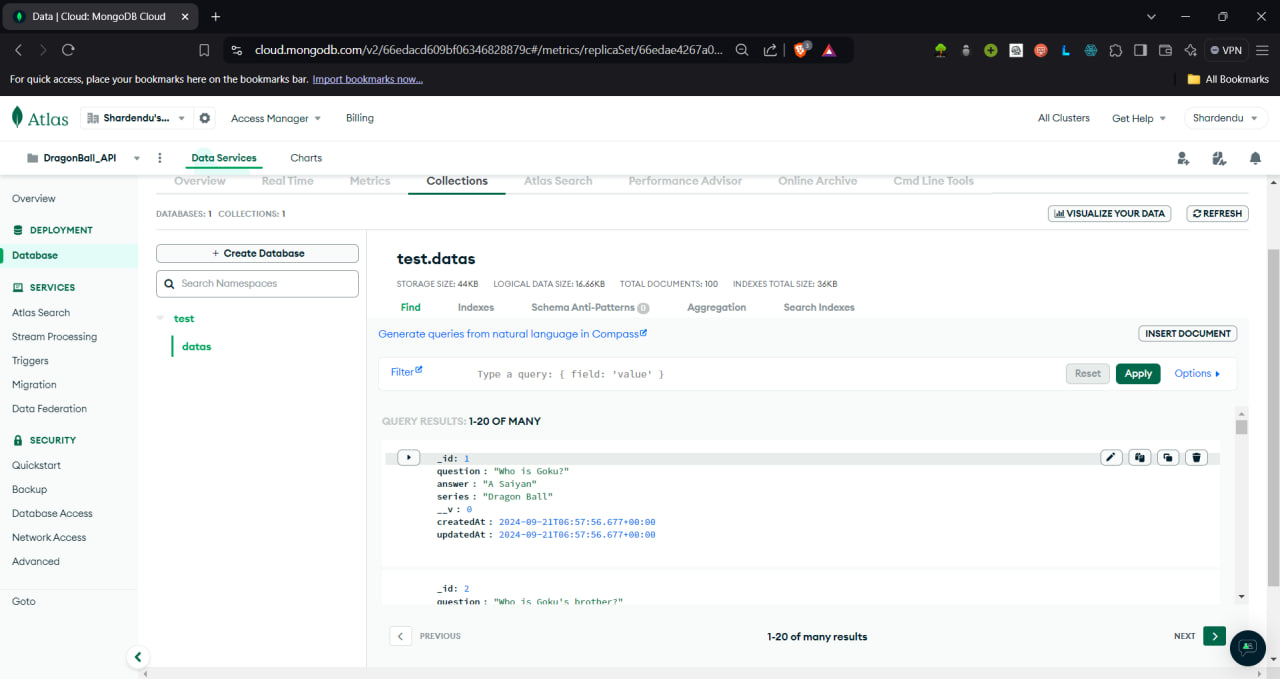 Data | Cloud: MongoDB Cloud
cloud.mongodb.com/v2/66edacd609bf06346828879c#/metrics/replicaSet/66edae4267a0...
VPN
For quick access, place your bookmarks here on the bookmarks bar. Import bookmarks now...
All Bookmarks
Atlas
Shardendu's...
Access Manager
Billing
All Clusters
Get Help
Shardendu
DragonBall_API
Data Services
Charts
Overview
Real Time
Metrics
Collections
Atlas Search
Performance Advisor
Online Archive
Cmd Line Tools
Overview
DEPLOYMENT
Database
SERVICES
Atlas Search
Stream Processing
Triggers
Migration
Data Federation
SECURITY
Quickstart
Backup
Database Access
Network Access
Advanced
Goto
DATABASES: 1 COLLECTIONS: 1
VISUALIZE YOUR DATA
REFRESH
+ Create Database
Search Namespaces
test
datas
test.datas
STORAGE SIZE: 44KB LOGICAL DATA SIZE: 16.66KB TOTAL DOCUMENTS: 100 INDEXES TOTAL SIZE: 36KB
Find
Indexes
Schema Anti-Patterns 0
Aggregation
Search Indexes
Generate queries from natural language in Compass
INSERT DOCUMENT
Filter
Type a query: { field: 'value' }
Reset
Apply
Options
QUERY RESULTS: 1-20 OF MANY
_id: 1
question : "Who is Goku?"
answer : "A Saiyan"
series : "Dragon Ball"
__v : 0
createdAt : 2024-09-21T06:57:56.677+00:00
updatedAt : 2024-09-21T06:57:56.677+00:00
_id: 2
question : "Who is Goku's brother?"
PREVIOUS
1-20 of many results
NEXT